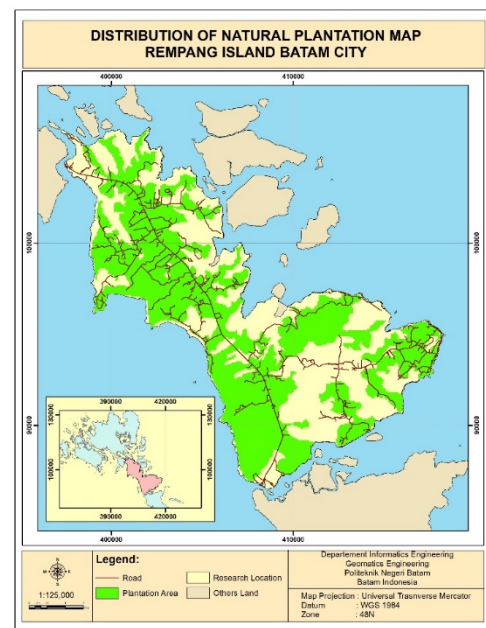 DISTRIBUTION OF NATURAL PLANTATION MAP
REMPANG ISLAND BATAM CITY
400000 410000
100000 100000
90000 90000
390000 420000
130000 130000
100000 100000
390000 420000
400000 410000
N
W E
S
1:125,000
Legend:
Road
Research Location
Plantation Area
Others Land
Departement Informatics Engineering
Geomatics Engineering
Politeknik Negeri Batam
Batam Indonesia
Map Projection : Universal Trasnverse Mercator
Datum : WGS 1984
Zone : 48N